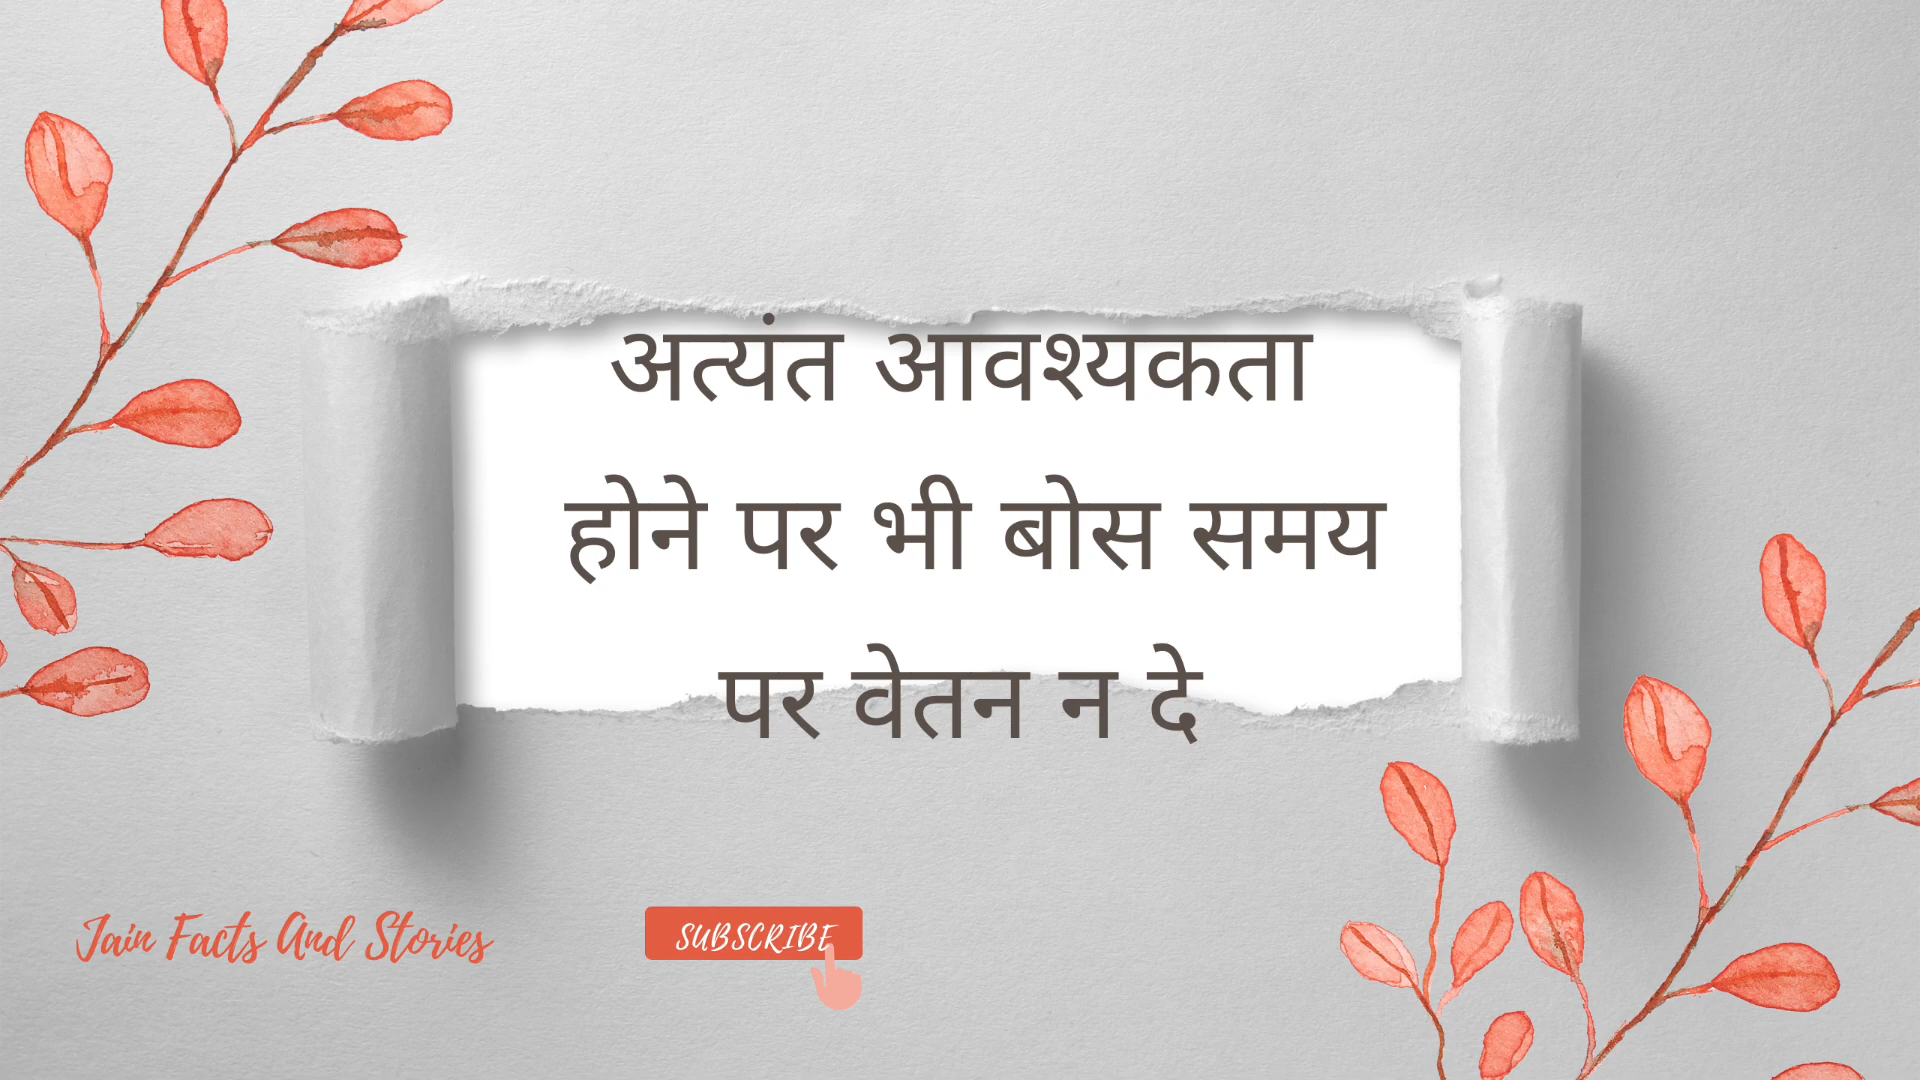 अत्यंत आवश्यकता
होने पर भी बोस समय
पर वेतन न दे
Jain Facts And Stories
SUBSCRIBE